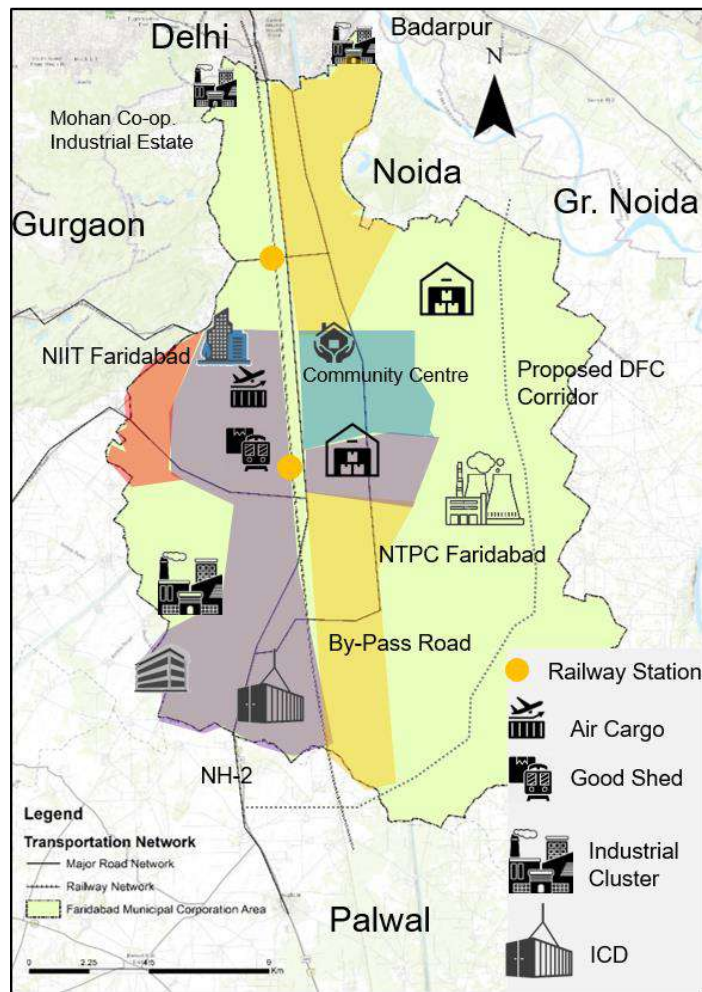 Delhi
Badarpur
N
Mohan Co-op.
Industrial Estate
Noida
Gr. Noida
Gurgaon
NIIT Faridabad
Community Centre
Proposed DFC
Corridor
NTPC Faridabad
By-Pass Road
Railway Station
Air Cargo
Good Shed
Industrial
Cluster
ICD
NH-2
Legend
Transportation Network
Major Road Network
Railway Network
Faridabad Municipal Corporation Area
Palwal
0 2.25 4.5 9
Km